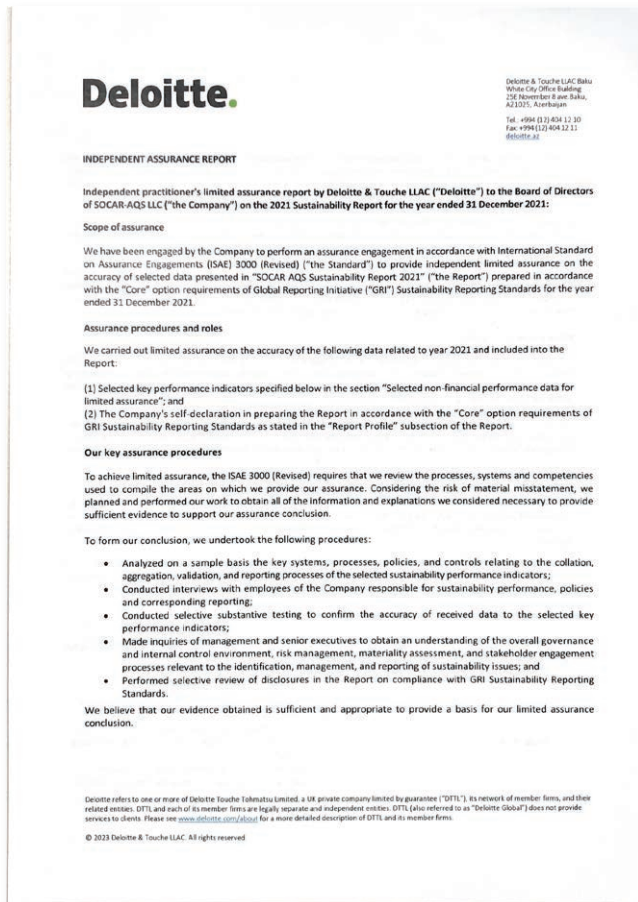 Deloitte.
Deloitte & Touche LLAC Baku
White City Office Building
25E November 8 ave. Baku,
AZ1025, Azerbaijan
Tel.: +994 (12) 404 12 10
Fax: +994 (12) 404 12 11
deloitte.az
INDEPENDENT ASSURANCE REPORT
Independent practitioner's limited assurance report by Deloitte & Touche LLAC ("Deloitte") to the Board of Directors
of SOCAR-AQS LLC ("the Company") on the 2021 Sustainability Report for the year ended 31 December 2021:
Scope of assurance
We have been engaged by the Company to perform an assurance engagement in accordance with International Standard
on Assurance Engagements (ISAE) 3000 (Revised) ("the Standard") to provide independent limited assurance on the
accuracy of selected data presented in "SOCAR AQS Sustainability Report 2021" ("the Report") prepared in accordance
with the "Core" option requirements of Global Reporting Initiative ("GRI") Sustainability Reporting Standards for the year
ended 31 December 2021.
Assurance procedures and roles
We carried out limited assurance on the accuracy of the following data related to year 2021 and included into the
Report:
(1) Selected key performance indicators specified below in the section "Selected non-financial performance data for
limited assurance"; and
(2) The Company's self-declaration in preparing the Report in accordance with the "Core" option requirements of
GRI Sustainability Reporting Standards as stated in the "Report Profile" subsection of the Report.
Our key assurance procedures
To achieve limited assurance, the ISAE 3000 (Revised) requires that we review the processes, systems and competencies
used to compile the areas on which we provide our assurance. Considering the risk of material misstatement, we
planned and performed our work to obtain all of the information and explanations we considered necessary to provide
sufficient evidence to support our assurance conclusion.
To form our conclusion, we undertook the following procedures:
• Analyzed on a sample basis the key systems, processes, policies, and controls relating to the collation,
aggregation, validation, and reporting processes of the selected sustainability performance indicators;
• Conducted interviews with employees of the Company responsible for sustainability performance, policies
and corresponding reporting;
• Conducted selective substantive testing to confirm the accuracy of received data to the selected key
performance indicators;
• Made inquiries of management and senior executives to obtain an understanding of the overall governance
and internal control environment, risk management, materiality assessment, and stakeholder engagement
processes relevant to the identification, management, and reporting of sustainability issues; and
• Performed selective review of disclosures in the Report on compliance with GRI Sustainability Reporting
Standards.
We believe that our evidence obtained is sufficient and appropriate to provide a basis for our limited assurance
conclusion.
Deloitte refers to one or more of Deloitte Touche Tohmatsu Limited, a UK private company limited by guarantee ("DTTL"), its network of member firms, and their
related entities. DTTL and each of its member firms are legally separate and independent entities. DTTL (also referred to as "Deloitte Global") does not provide
services to clients. Please see www.deloitte.com/about for a more detailed description of DTTL and its member firms.
© 2023 Deloitte & Touche LLAC. All rights reserved